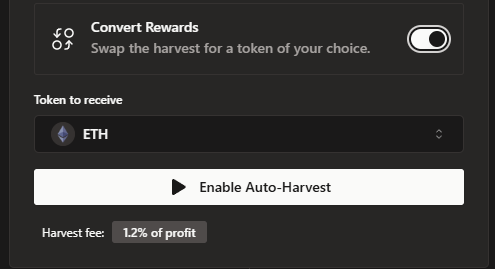 Convert Rewards
Swap the harvest for a token of your choice.
Token to receive
ETH
Enable Auto-Harvest
Harvest fee: 1.2% of profit